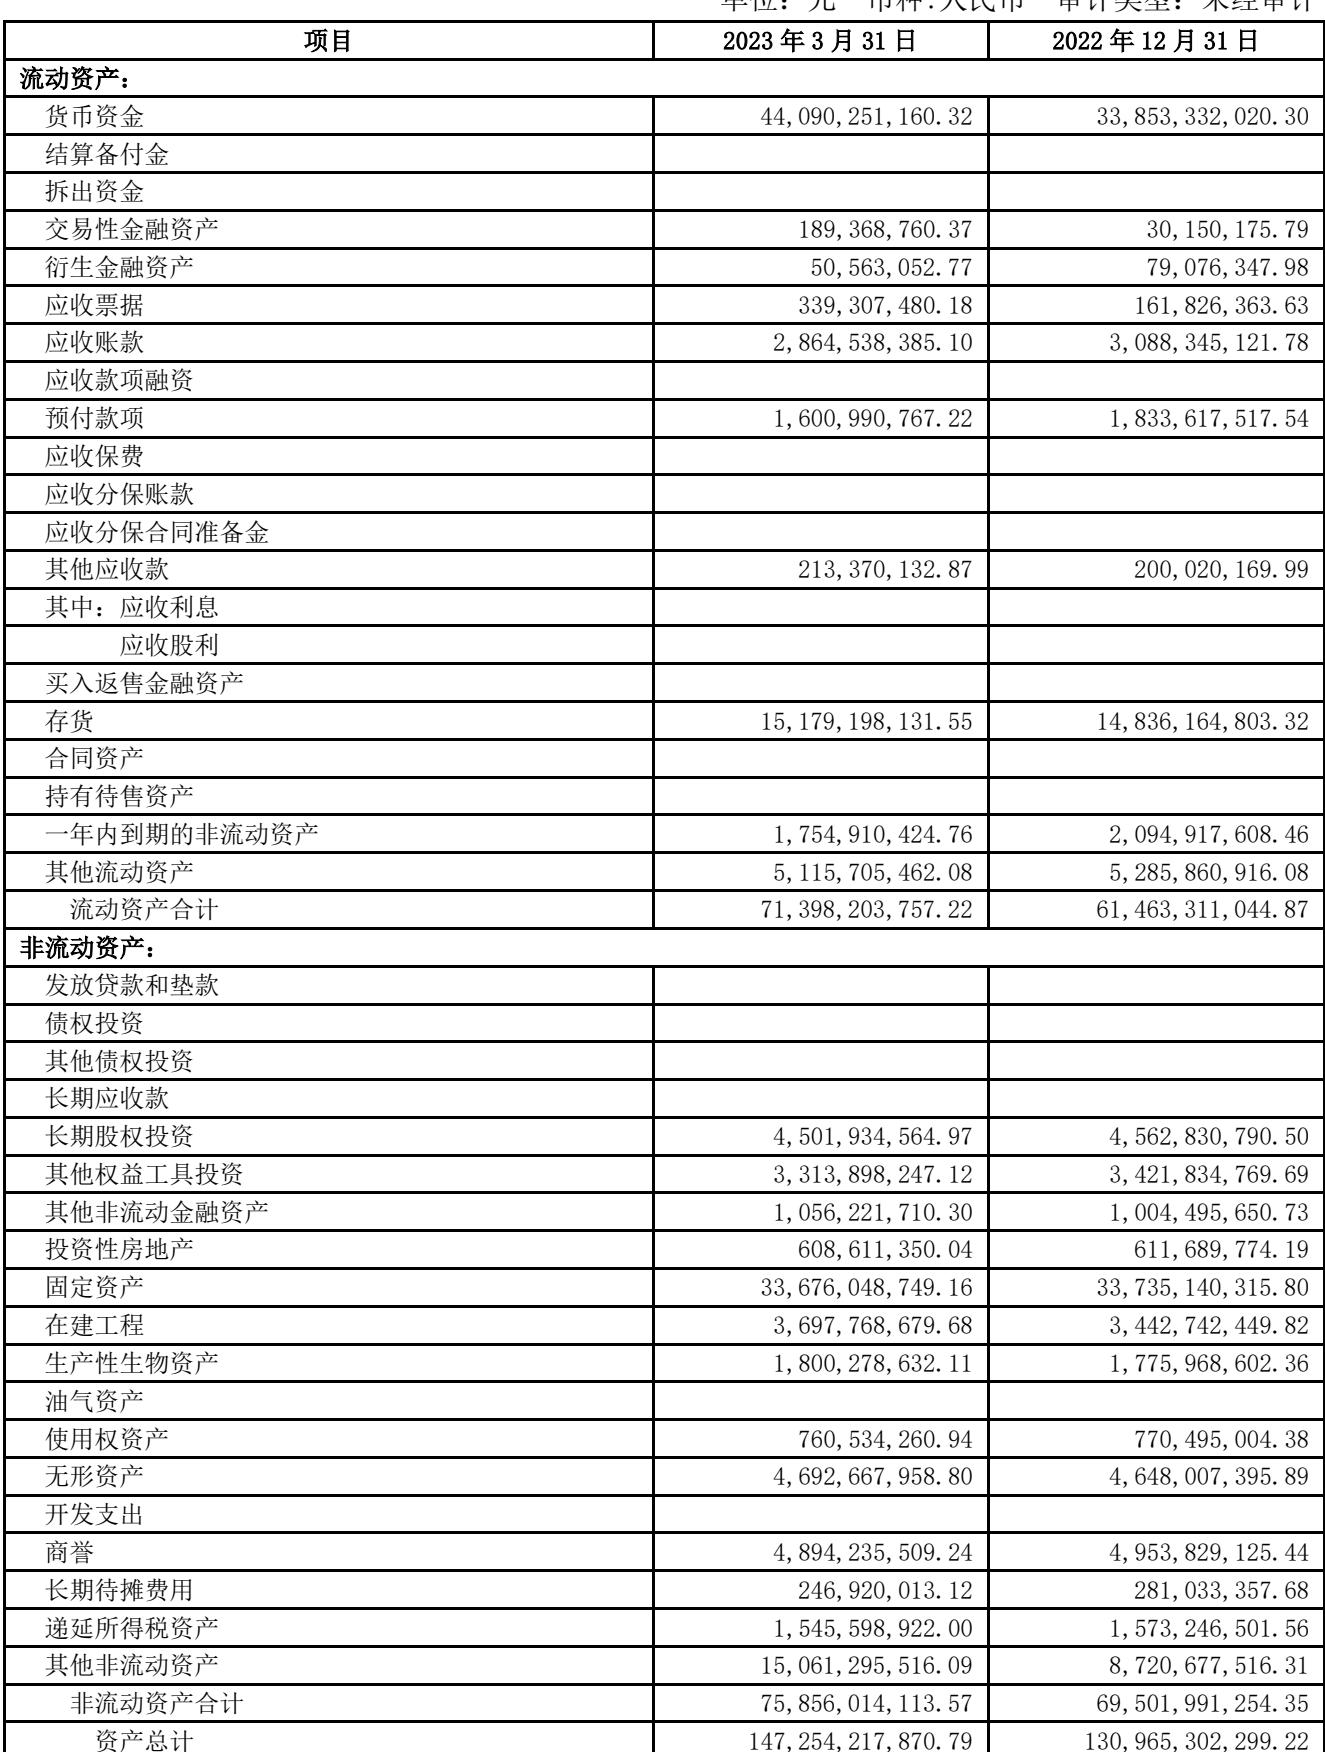 单位：元 币种:人民币 审计类型：未经审计
项目 2023 年 3 月 31 日 2022 年 12 月 31 日
流动资产：
货币资金 44,090,251,160.32 33,853,332,020.30
结算备付金
拆出资金
交易性金融资产 189,368,760.37 30,150,175.79
衍生金融资产 50,563,052.77 79,076,347.98
应收票据 339,307,480.18 161,826,363.63
应收账款 2,864,538,385.10 3,088,345,121.78
应收款项融资
预付款项 1,600,990,767.22 1,833,617,517.54
应收保费
应收分保账款
应收分保合同准备金
其他应收款 213,370,132.87 200,020,169.99
其中：应收利息
应收股利
买入返售金融资产
存货 15,179,198,131.55 14,836,164,803.32
合同资产
持有待售资产
一年内到期的非流动资产 1,754,910,424.76 2,094,917,608.46
其他流动资产 5,115,705,462.08 5,285,860,916.08
流动资产合计 71,398,203,757.22 61,463,311,044.87
非流动资产：
发放贷款和垫款
债权投资
其他债权投资
长期应收款
长期股权投资 4,501,934,564.97 4,562,830,790.50
其他权益工具投资 3,313,898,247.12 3,421,834,769.69
其他非流动金融资产 1,056,221,710.30 1,004,495,650.73
投资性房地产 608,611,350.04 611,689,774.19
固定资产 33,676,048,749.16 33,735,140,315.80
在建工程 3,697,768,679.68 3,442,742,449.82
生产性生物资产 1,800,278,632.11 1,775,968,602.36
油气资产
使用权资产 760,534,260.94 770,495,004.38
无形资产 4,692,667,958.80 4,648,007,395.89
开发支出
商誉 4,894,235,509.24 4,953,829,125.44
长期待摊费用 246,920,013.12 281,033,357.68
递延所得税资产 1,545,598,922.00 1,573,246,501.56
其他非流动资产 15,061,295,516.09 8,720,677,516.31
非流动资产合计 75,856,014,113.57 69,501,991,254.35
资产总计 147,254,217,870.79 130,965,302,299.22